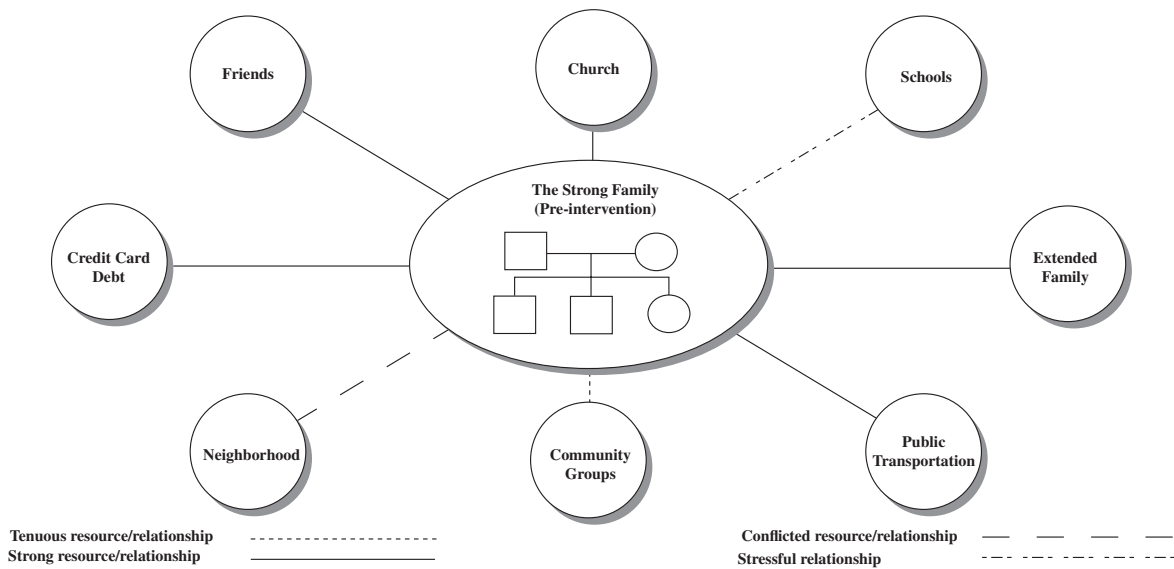 Friends
Church
Schools
The Strong Family
(Pre-intervention)
Credit Card
Debt
Extended
Family
Neighborhood
Community
Groups
Public
Transportation
Tenuous resource/relationship
Strong resource/relationship
Conflicted resource/relationship
Stressful relationship